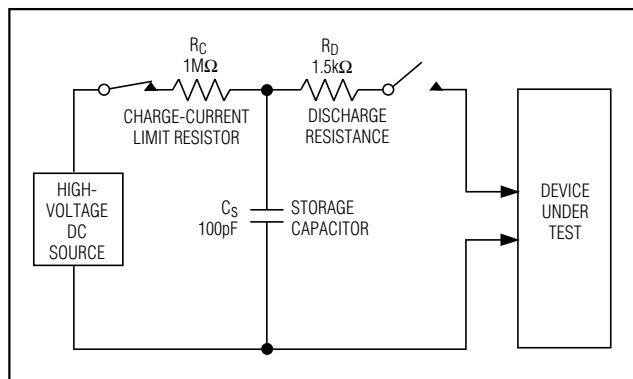 R_C
1MΩ
CHARGE-CURRENT
LIMIT RESISTOR
R_D
1.5kΩ
DISCHARGE
RESISTANCE
HIGH-
VOLTAGE
DC
SOURCE
C_S
100pF
STORAGE
CAPACITOR
DEVICE
UNDER
TEST